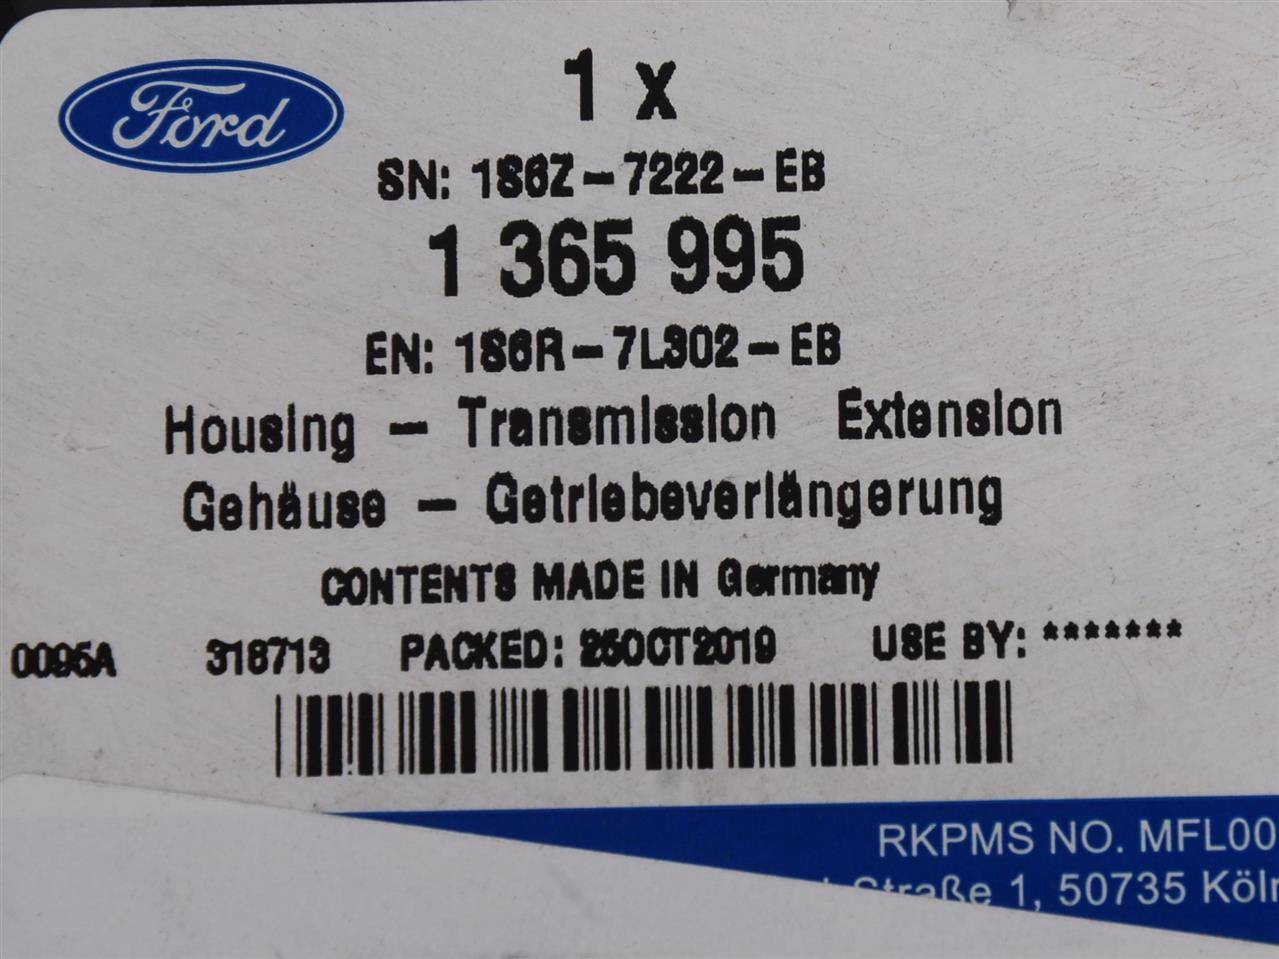 Ford
1 x
SN: 1S6Z-7222-EB
1 365 995
EN: 1S6R-7L302-EB
Housing - Transmission Extension
Gehäuse - Getriebeverlängerung
CONTENTS MADE IN Germany
0095A 316713 PACKED: 25OCT2019 USE BY: *******
RKPMS NO. MFL00
Straße 1, 50735 Köln